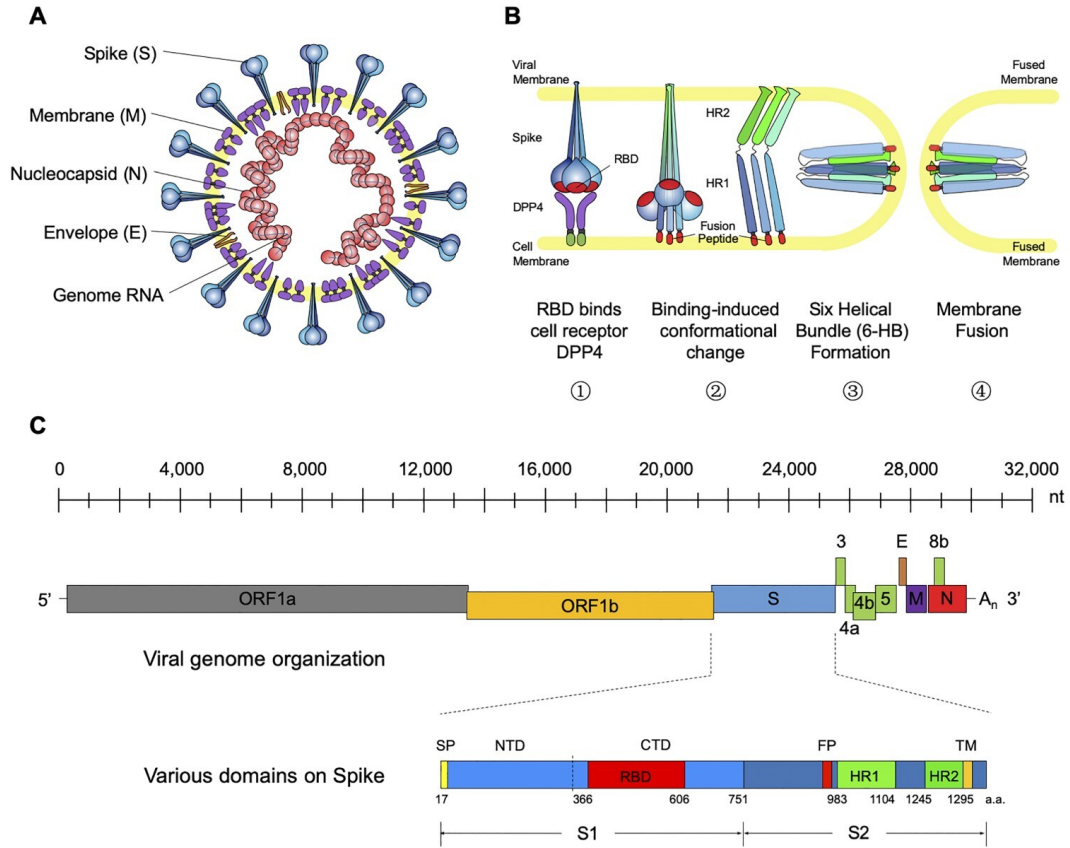 A
Spike (S)
Membrane (M)
Nucleocapsid (N)
Envelope (E)
Genome RNA
B
Viral
Membrane
Spike
DPP4
Cell
Membrane
RBD
HR2
HR1
Fusion
Peptide
Fused
Membrane
Fused
Membrane
RBD binds
cell receptor
DPP4
①
Binding-induced
conformational
change
②
Six Helical
Bundle (6-HB)
Formation
③
Membrane
Fusion
④
C
0 4,000 8,000 12,000 16,000 20,000 24,000 28,000 32,000
nt
3 E 8b
5’ ORF1a ORF1b S 4b 5 M N An 3’
4a
Viral genome organization
SP NTD CTD FP TM
Various domains on Spike RBD HR1 HR2
17 366 606 751 983 1104 1245 1295 a.a.
S1 S2